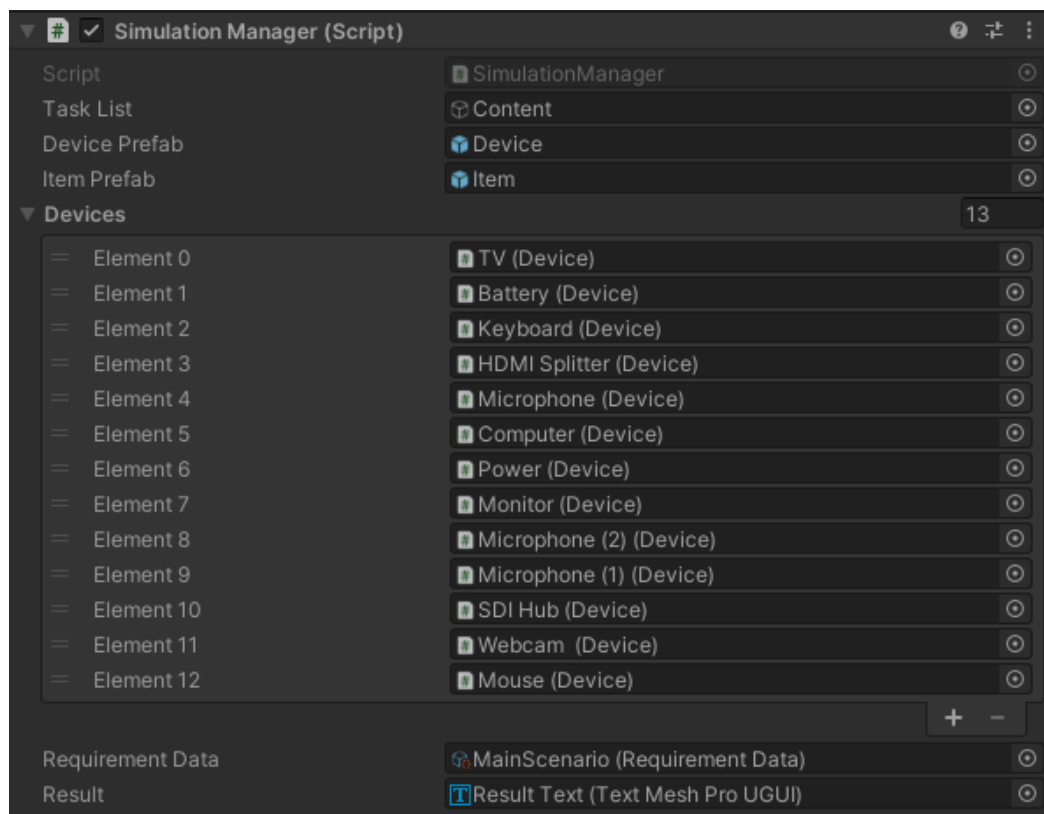 Simulation Manager (Script)
Script SimulationManager
Task List Content
Device Prefab Device
Item Prefab Item
Devices 13
Element 0 TV (Device)
Element 1 Battery (Device)
Element 2 Keyboard (Device)
Element 3 HDMI Splitter (Device)
Element 4 Microphone (Device)
Element 5 Computer (Device)
Element 6 Power (Device)
Element 7 Monitor (Device)
Element 8 Microphone (2) (Device)
Element 9 Microphone (1) (Device)
Element 10 SDI Hub (Device)
Element 11 Webcam  (Device)
Element 12 Mouse (Device)
Requirement Data MainScenario (Requirement Data)
Result Result Text (Text Mesh Pro UGUI)